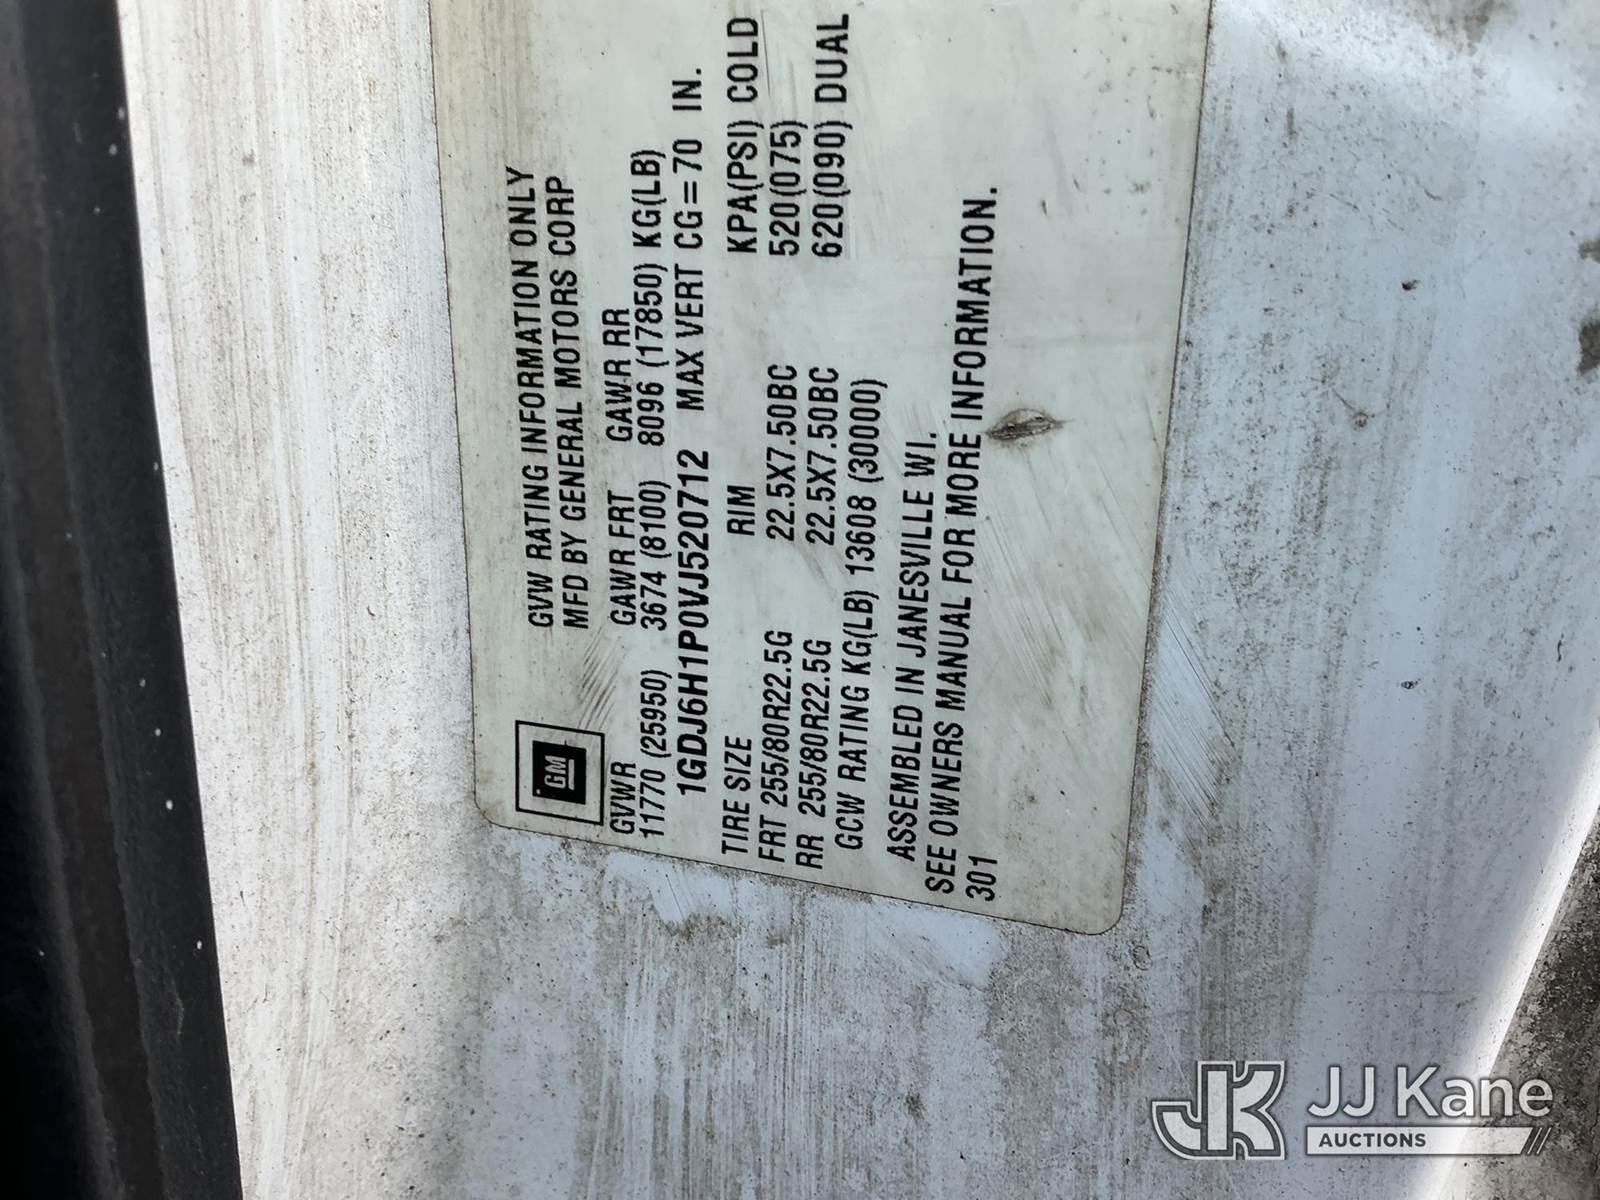 GM
GVW RATING INFORMATION ONLY
MFD BY GENERAL MOTORS CORP
GVWR GAWR FRT GAWR RR
11770 (25950) 3674 (8100) 8096 (17850) KG(LB)
1GDJ6H1P0VJ520712 MAX VERT CG=70 IN.
TIRE SIZE RIM KPA(PSI) COLD
FRT 255/80R22.5G 22.5X7.50BC 520(075)
RR 255/80R22.5G 22.5X7.50BC 620(090) DUAL
GCW RATING KG(LB) 13608 (30000)
ASSEMBLED IN JANESVILLE WI.
SEE OWNERS MANUAL FOR MORE INFORMATION.
301
JK JJ Kane
AUCTIONS